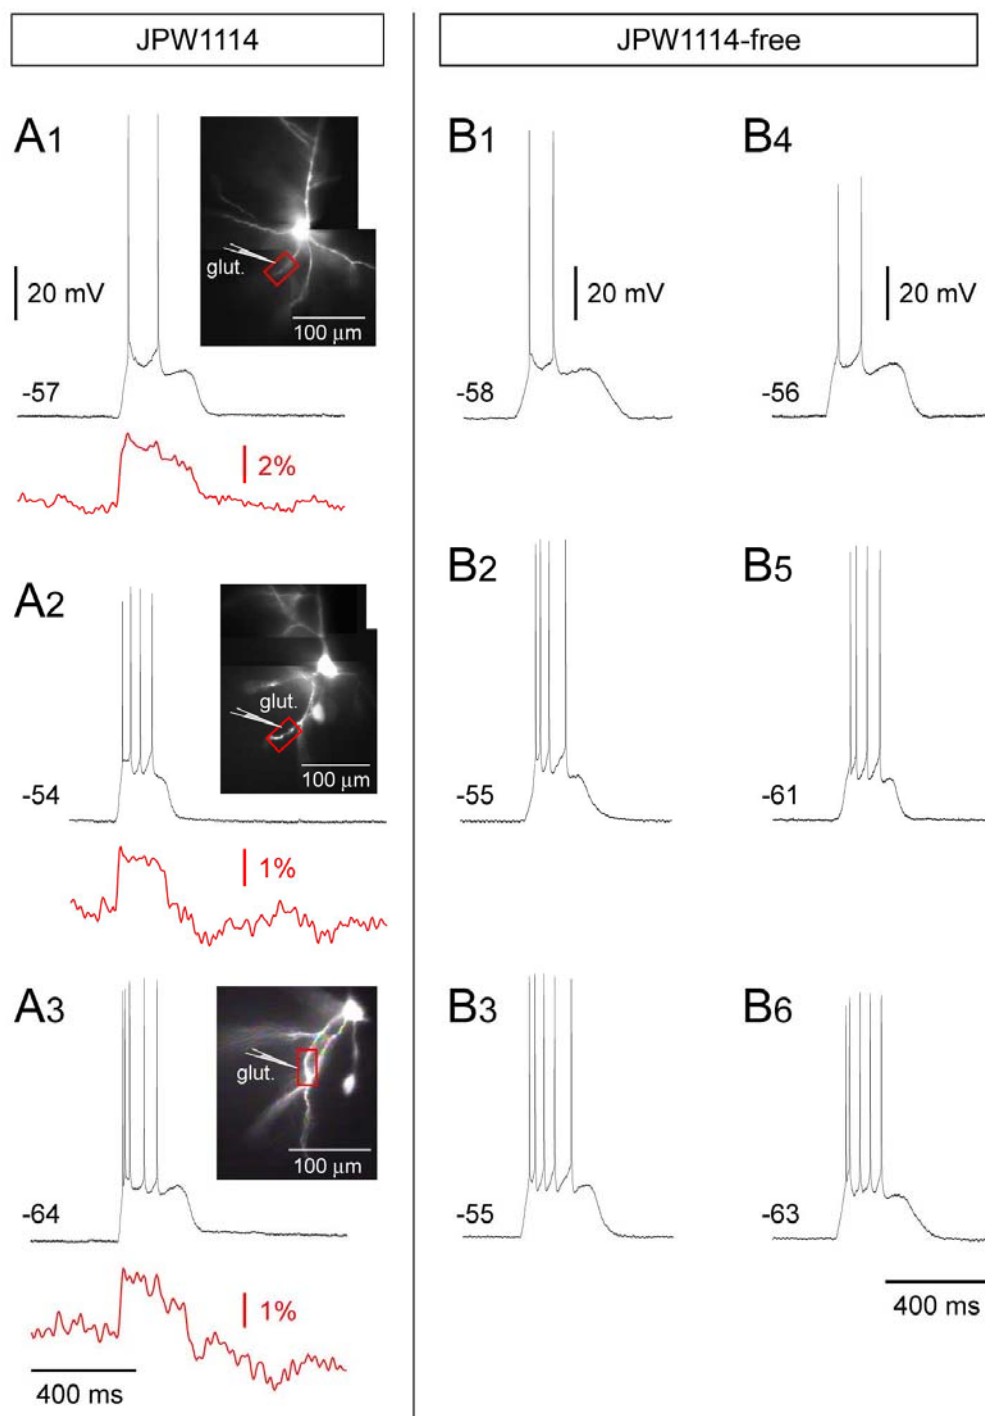 JPW1114
JPW1114-free
A1
glut.
100 μm
20 mV
-57
2%
B1
20 mV
-58
B4
20 mV
-56
A2
glut.
100 μm
-54
1%
B2
-55
B5
-61
A3
glut.
100 μm
-64
1%
400 ms
B3
-55
B6
-63
400 ms